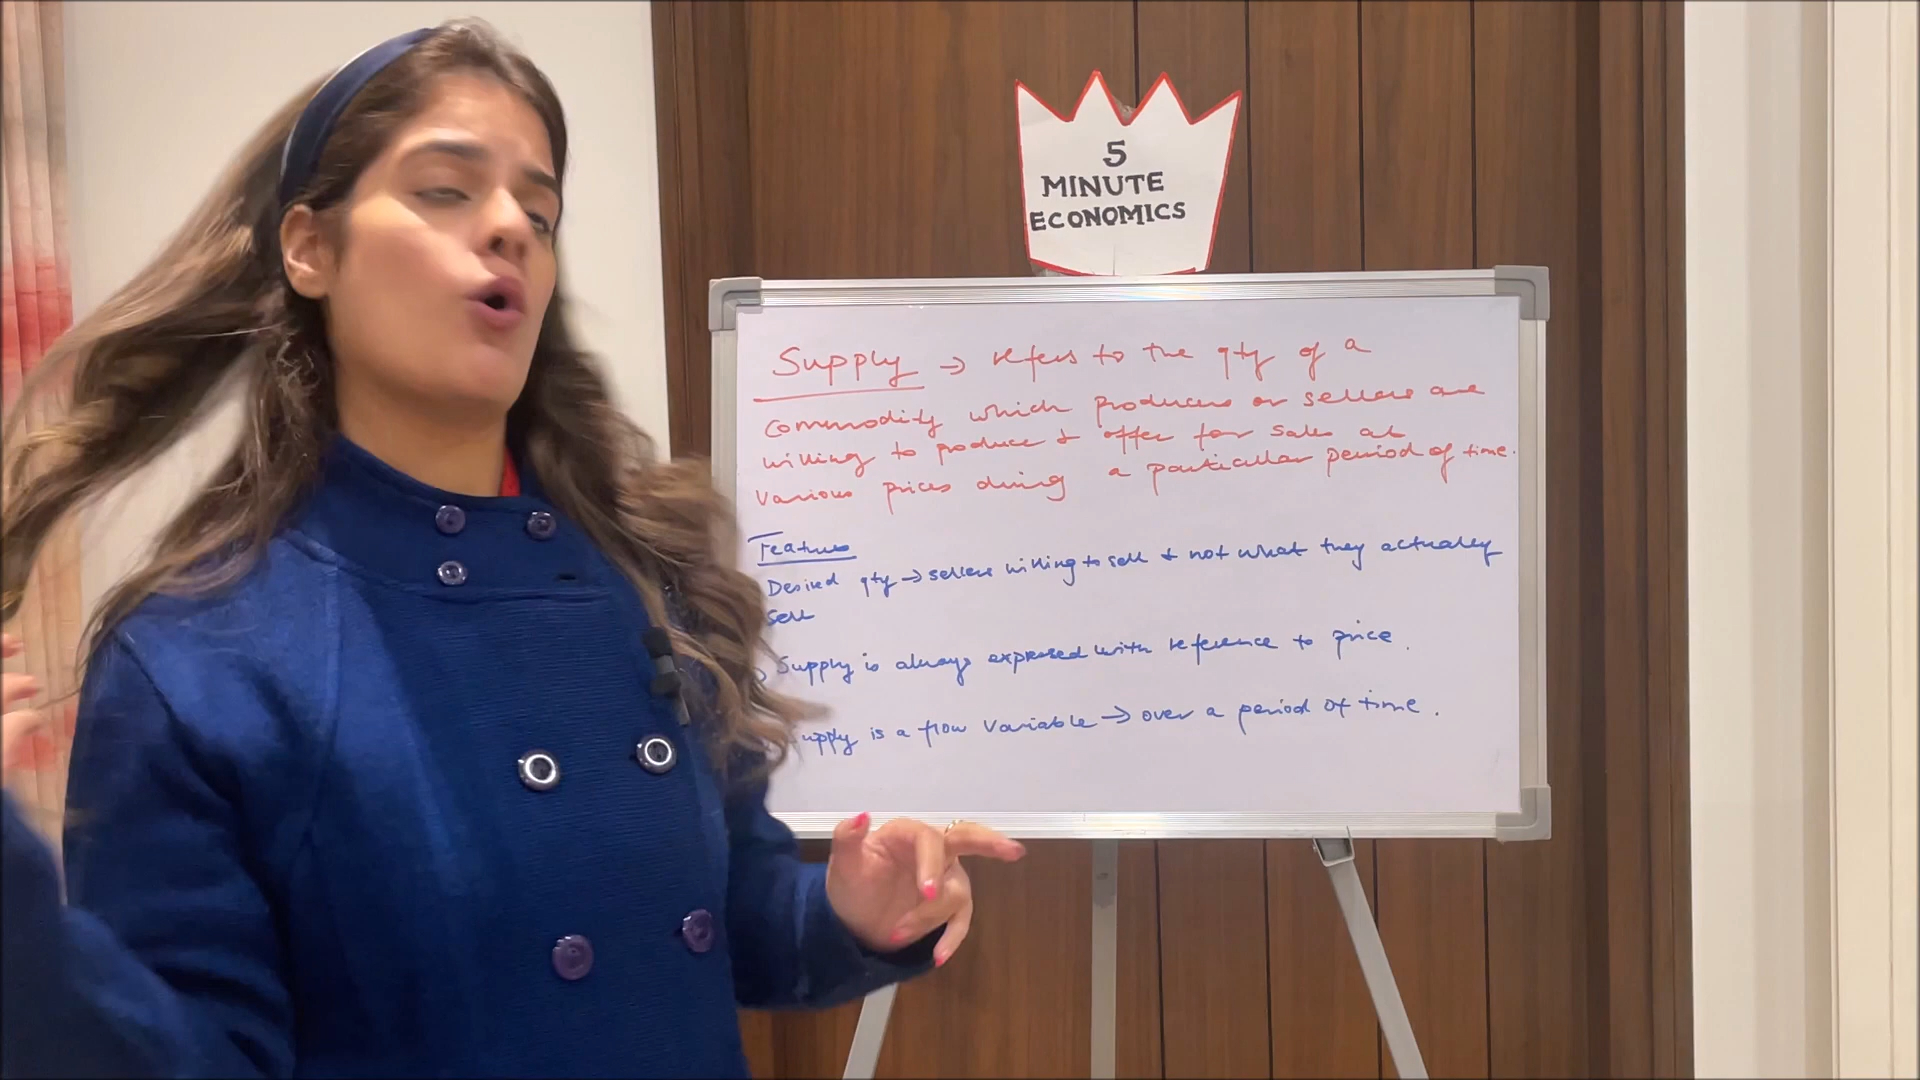 5
MINUTE
ECONOMICS
Supply → refers to the qty of a
commodity which producers or sellers are
willing to produce & offer for sale at
various prices during a particular period of time.
Features
Desired qty → sellers willing to sell & not what they actually
sell
Supply is always expressed with reference to price.
upply is a flow variable → over a period of time.